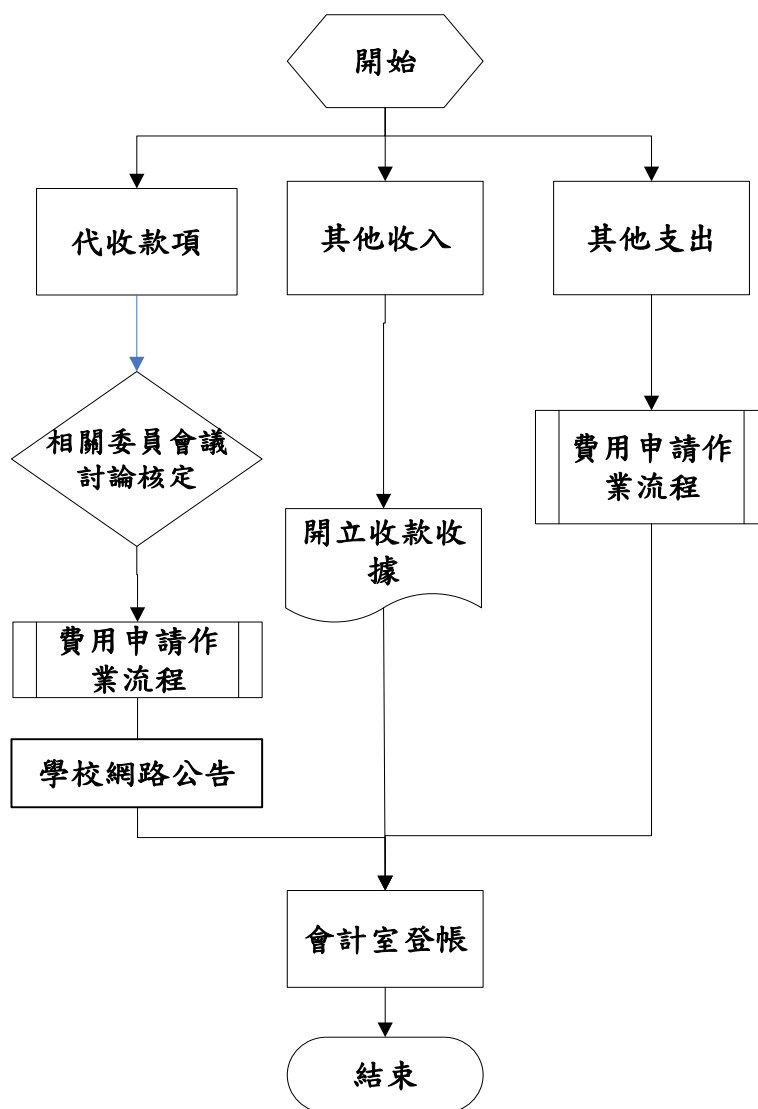 開始
代收款項
其他收入
其他支出
相關委員會議
討論核定
費用申請作
業流程
開立收款收
據
費用申請作
業流程
學校網路公告
會計室登帳
結束